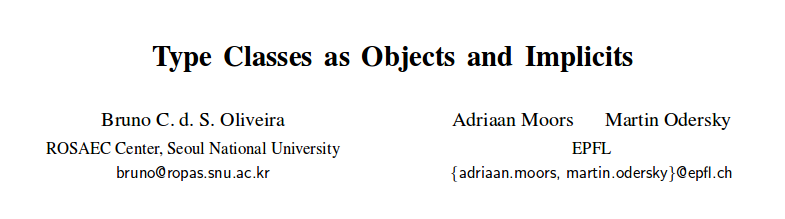 Type Classes as Objects and Implicits
Bruno C. d. S. Oliveira
ROSAEC Center, Seoul National University
bruno@ropas.snu.ac.kr
Adriaan Moors Martin Odersky
EPFL
{adriaan.moors, martin.odersky}@epfl.ch